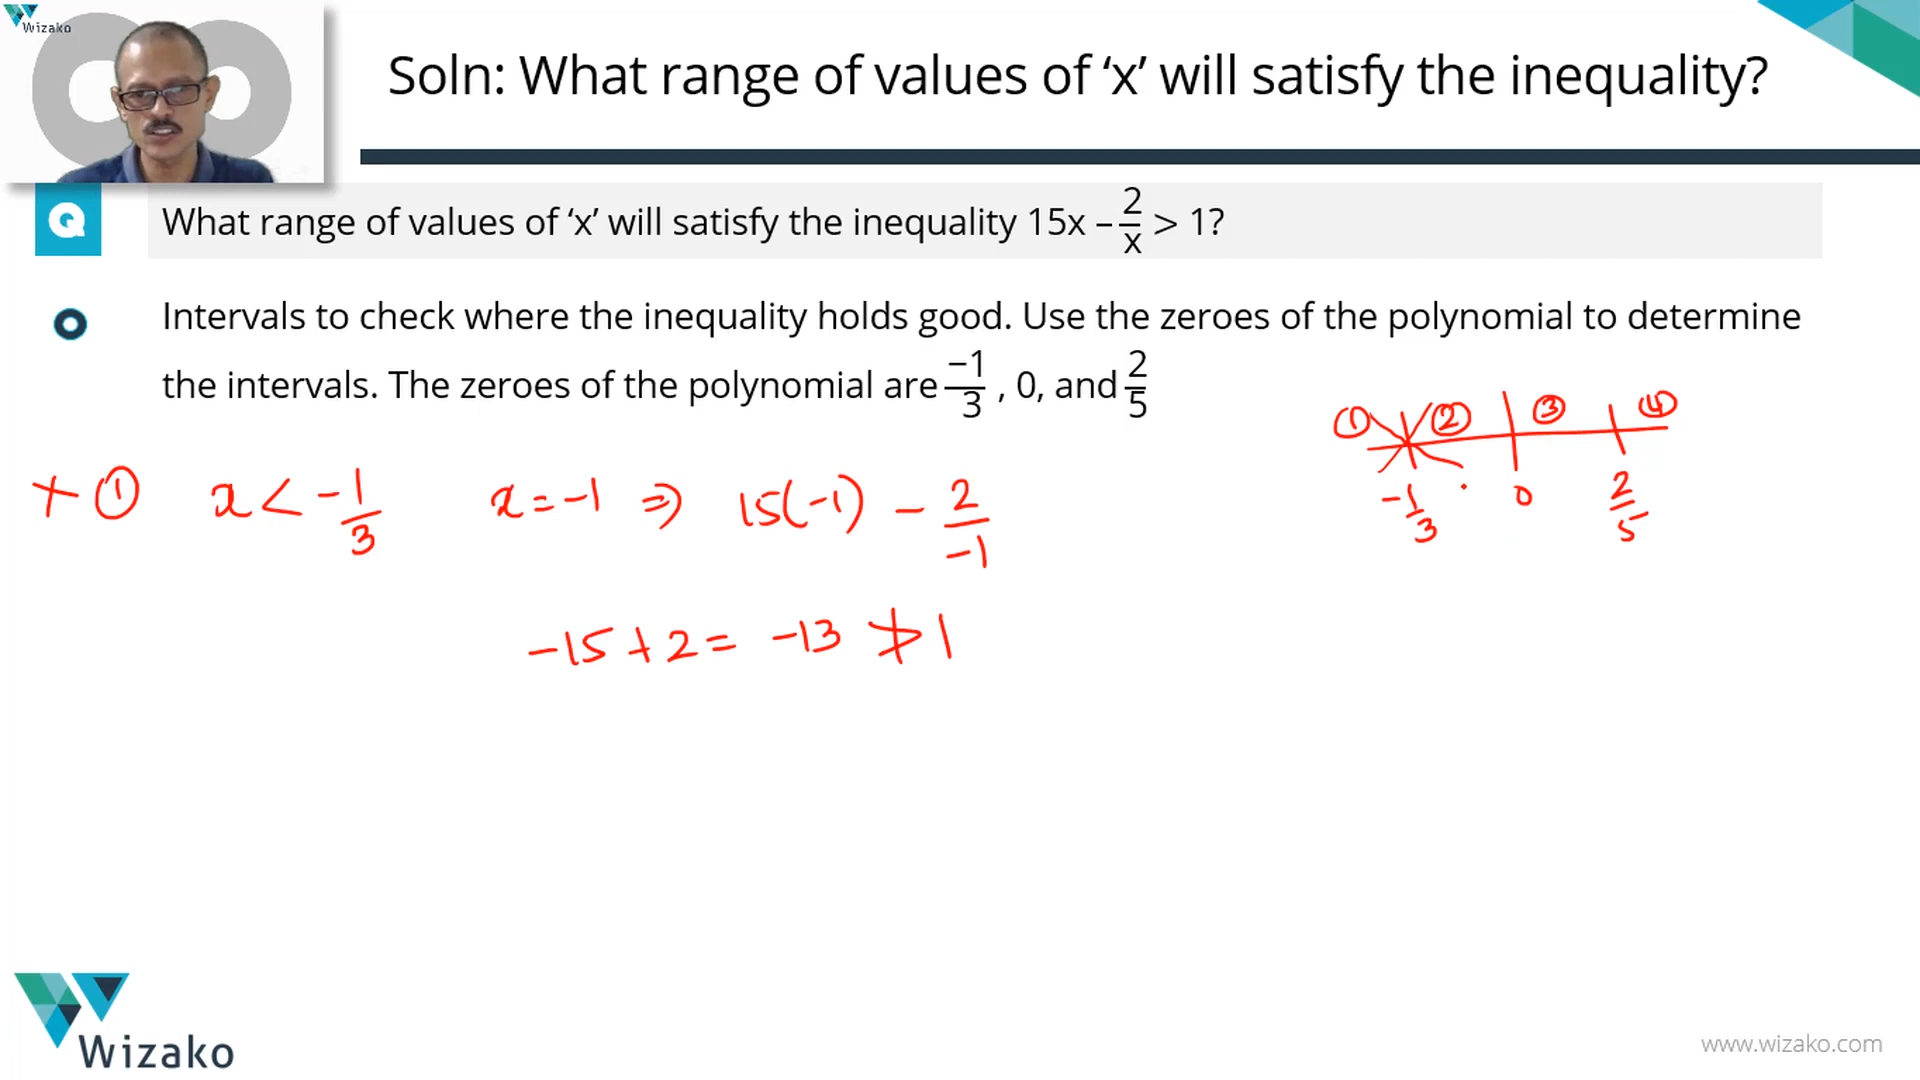 Wizako
Soln: What range of values of ‘x’ will satisfy the inequality?
Q
What range of values of ‘x’ will satisfy the inequality 15x – 2/x > 1?
Intervals to check where the inequality holds good. Use the zeroes of the polynomial to determine
the intervals. The zeroes of the polynomial are −1/3 , 0, and 2/5
① ② ③ ④
-1/3 0 2/5
+ ① x < -1/3 x = -1 ⇒ 15(-1) - 2/-1
-15 + 2 = -13 ≯ 1
Wizako
www.wizako.com